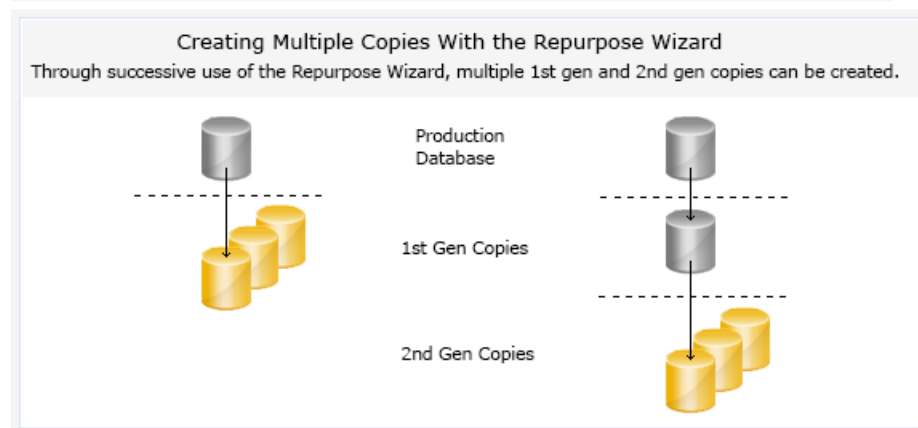 Creating Multiple Copies With the Repurpose Wizard
Through successive use of the Repurpose Wizard, multiple 1st gen and 2nd gen copies can be created.
Production
Database
1st Gen Copies
2nd Gen Copies